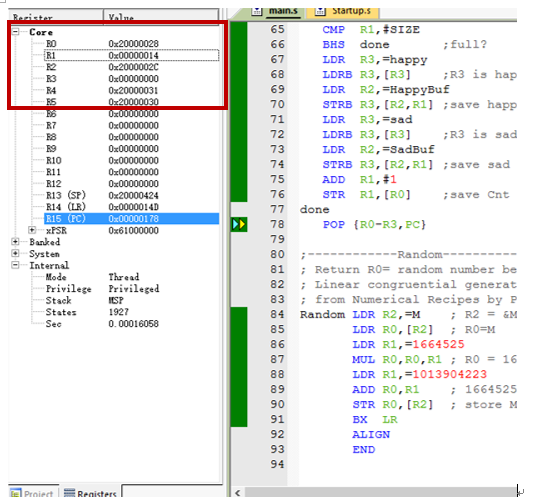 Register Value
Core
R0 0x20000028
R1 0x00000014
R2 0x2000002C
R3 0x00000000
R4 0x20000031
R5 0x20000030
R6 0x00000000
R7 0x00000000
R8 0x00000000
R9 0x00000000
R10 0x00000000
R11 0x00000000
R12 0x00000000
R13 (SP) 0x20000424
R14 (LR) 0x0000014D
R15 (PC) 0x00000178
xPSR 0x61000000
Banked
System
Internal
Mode Thread
Privilege Privileged
Stack MSP
States 1927
Sec 0.00016058
Project Registers
main.s Startup.s
65 CMP R1,#SIZE
66 BHS done ;full?
67 LDR R3,=happy
68 LDRB R3,[R3] ;R3 is hap
69 LDR R2,=HappyBuf
70 STRB R3,[R2,R1] ;save happ
71 LDR R3,=sad
72 LDRB R3,[R3] ;R3 is sad
73 LDR R2,=SadBuf
74 STRB R3,[R2,R1] ;save sad
75 ADD R1,#1
76 STR R1,[R0] ;save Cnt
77 done
78 POP {R0-R3,PC}
79
80 ;------------Random----------
81 ; Return R0= random number be
82 ; Linear congruential generat
83 ; from Numerical Recipes by P
84 Random LDR R2,=M ; R2 = &M
85 LDR R0,[R2] ; R0=M
86 LDR R1,=1664525
87 MUL R0,R0,R1 ; R0 = 16
88 LDR R1,=1013904223
89 ADD R0,R1 ; 1664525
90 STR R0,[R2] ; store M
91 BX LR
92 ALIGN
93 END
94